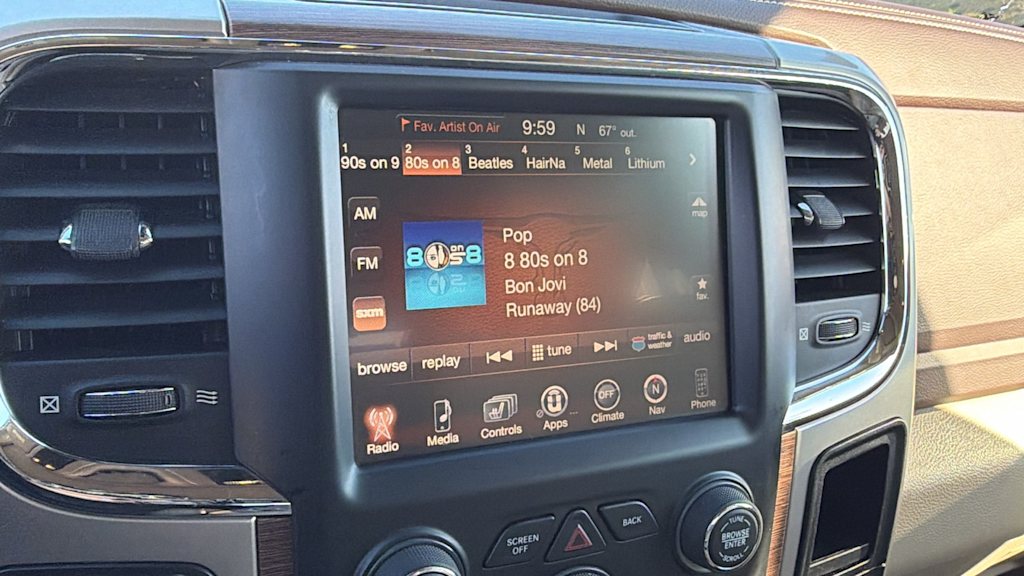 Fav. Artist On Air 9:59 N 67° out.
1 2 3 4 5 6
90s on 9 80s on 8 Beatles HairNa Metal Lithium
AM
map
Pop
FM
8 80s on 8
Bon Jovi
fav.
sxm
Runaway (84)
browse replay tune traffic & weather audio
Radio Media Controls Apps Climate Nav Phone
OFF
N
SCREEN OFF
BACK
TUNE
BROWSE
ENTER
SCROLL